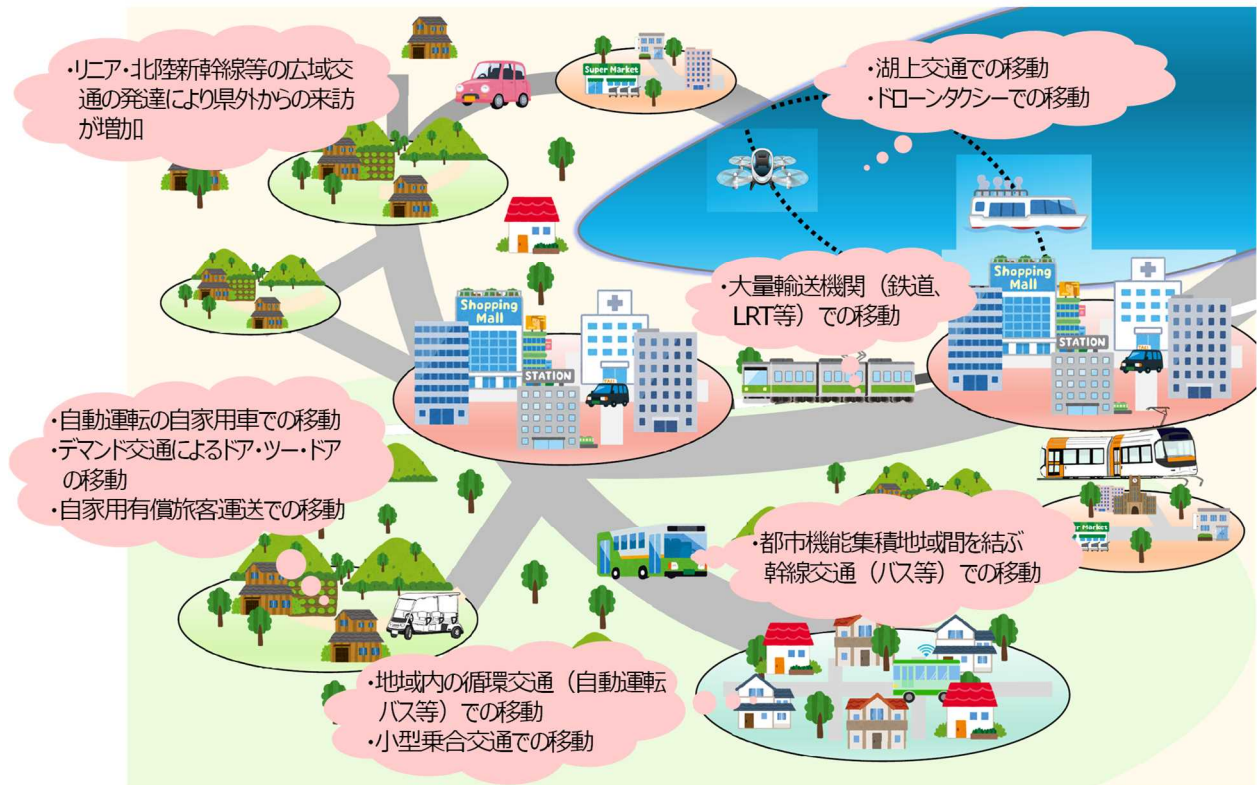 ・リニア・北陸新幹線等の広域交
通の発達により県外からの来訪
が増加
Super Market
・湖上交通での移動
・ドローンタクシーでの移動
・大量輸送機関（鉄道、
LRT等）での移動
Shopping
Mall
STATION
TAXI
Shopping
Mall
STATION
TAXI
・自動運転の自家用車での移動
・デマンド交通によるドア・ツー・ドア
の移動
・自家用有償旅客運送での移動
・都市機能集積地域間を結ぶ
幹線交通（バス等）での移動
er Market
・地域内の循環交通（自動運転
バス等）での移動
・小型乗合交通での移動